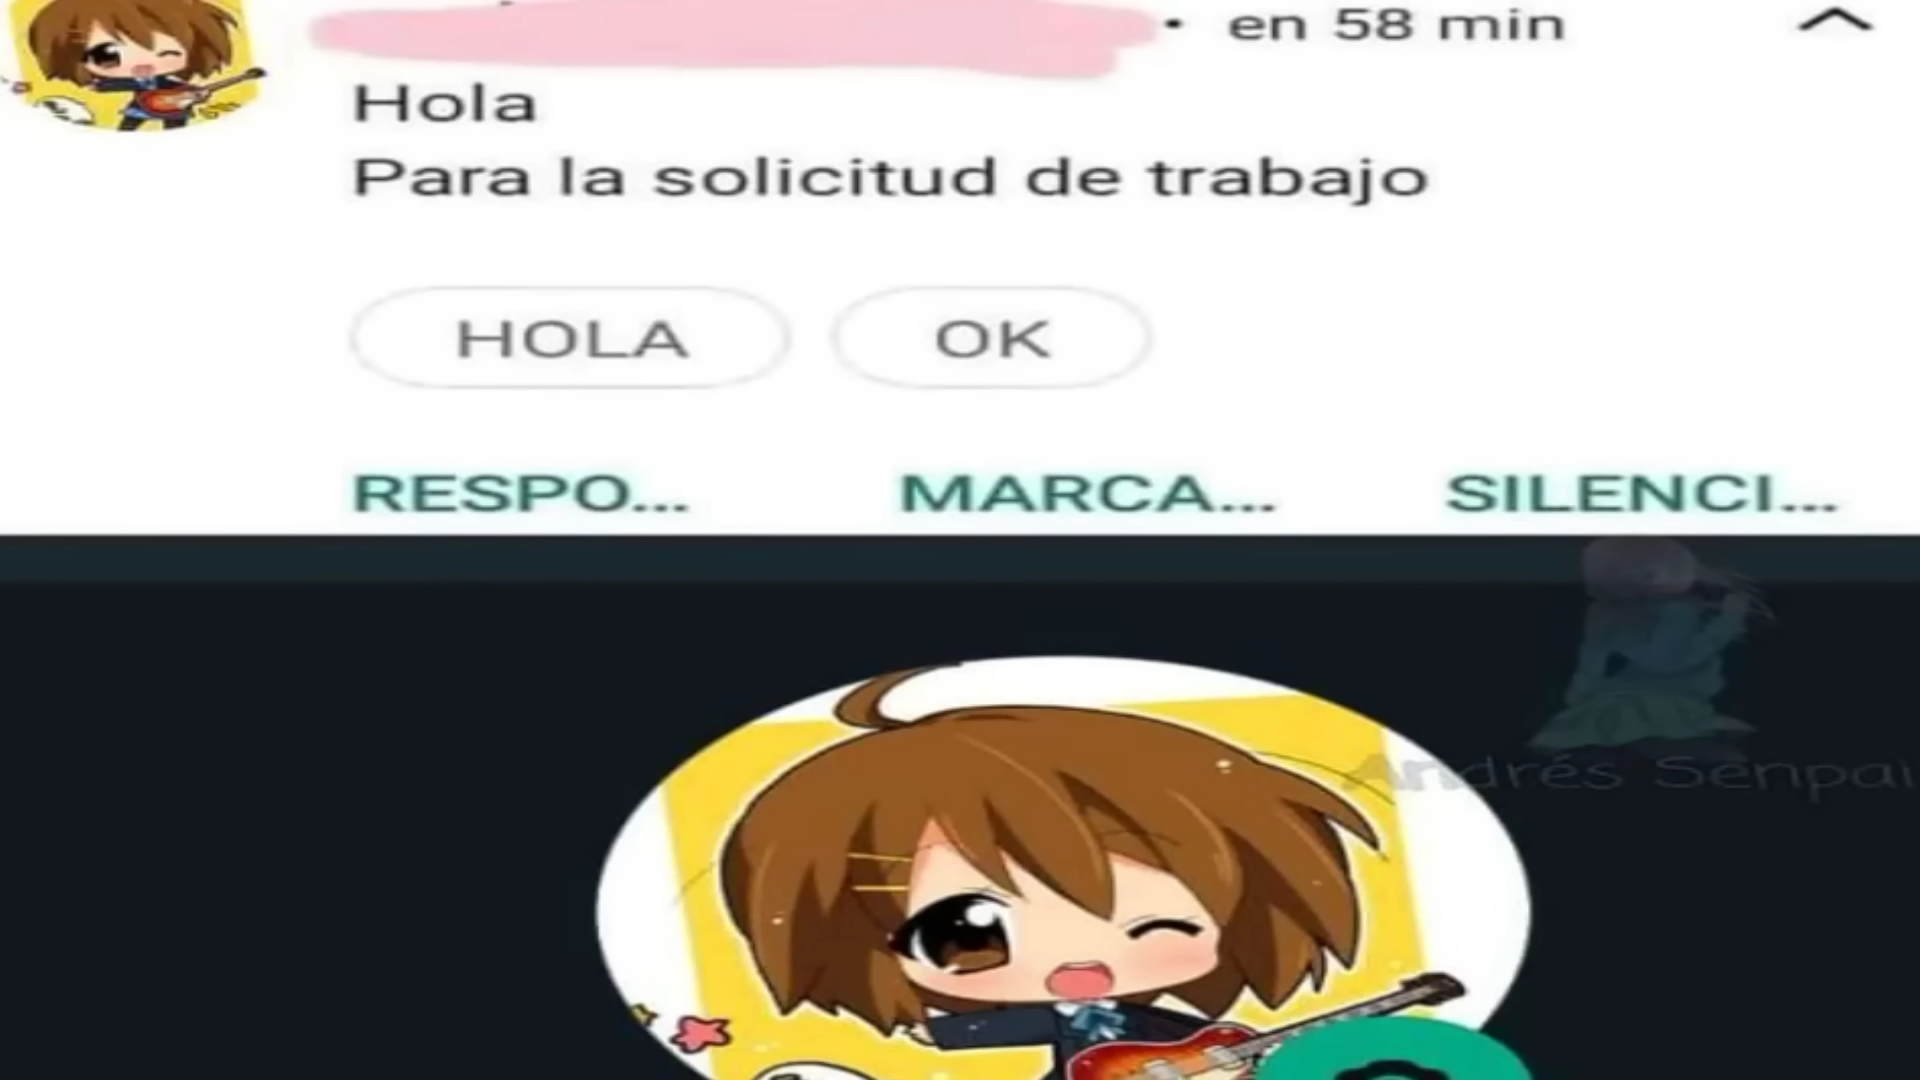 • en 58 min
Hola
Para la solicitud de trabajo
HOLA OK
RESPO... MARCA... SILENCI...
Andrés Senpai